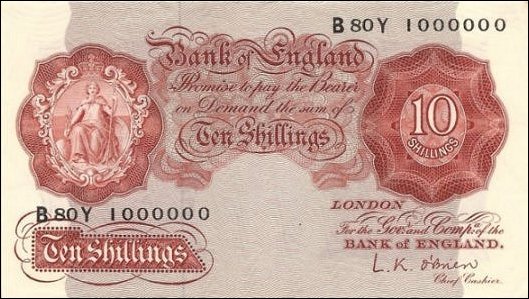 B80Y 1000000
Bank of England
Promise to pay the Bearer
on Demand the sum of
Ten Shillings
10
SHILLINGS
B80Y 1000000
Ten Shillings
LONDON
For the Govr and Compa of the
BANK OF ENGLAND.
L. K. O'Brien
Chief Cashier.